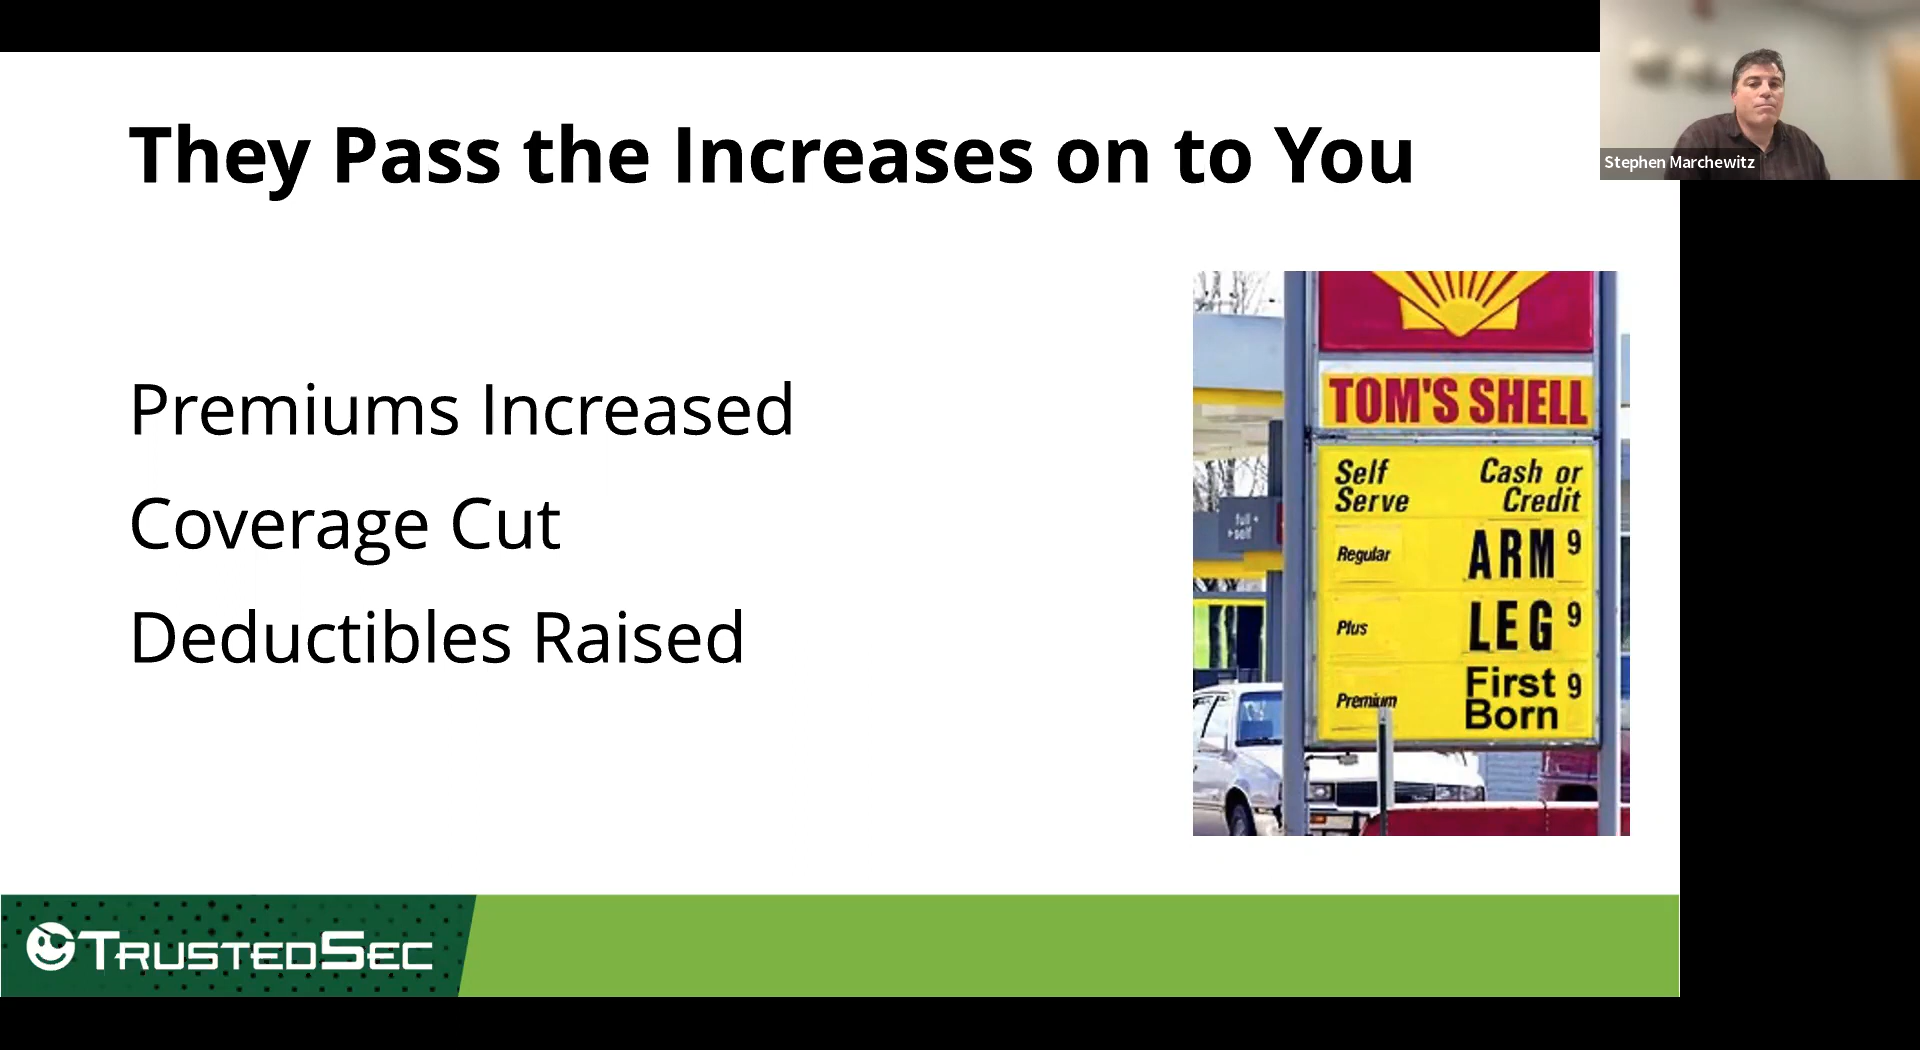 They Pass the Increases on to You
Stephen Marchewitz
Premiums Increased
Coverage Cut
Deductibles Raised
TOM'S SHELL
Self Serve
Cash or Credit
full
self
Regular ARM 9
Plus LEG 9
Premium First Born 9
TRUSTEDSEC